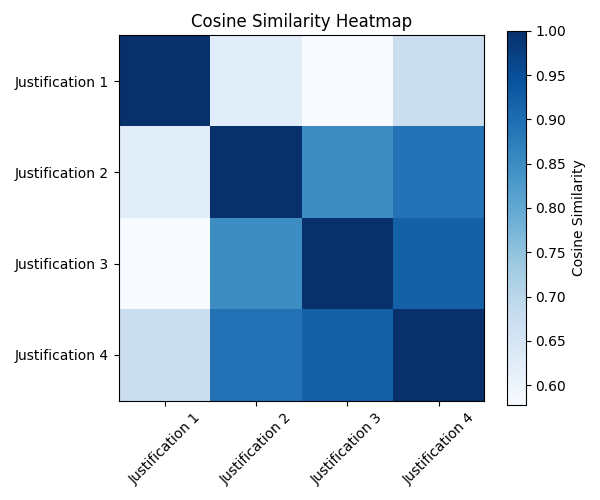 Cosine Similarity Heatmap
Justification 1
Justification 2
Justification 3
Justification 4
Justification 1
Justification 2
Justification 3
Justification 4
1.00
0.95
0.90
0.85
0.80
0.75
0.70
0.65
0.60
Cosine Similarity